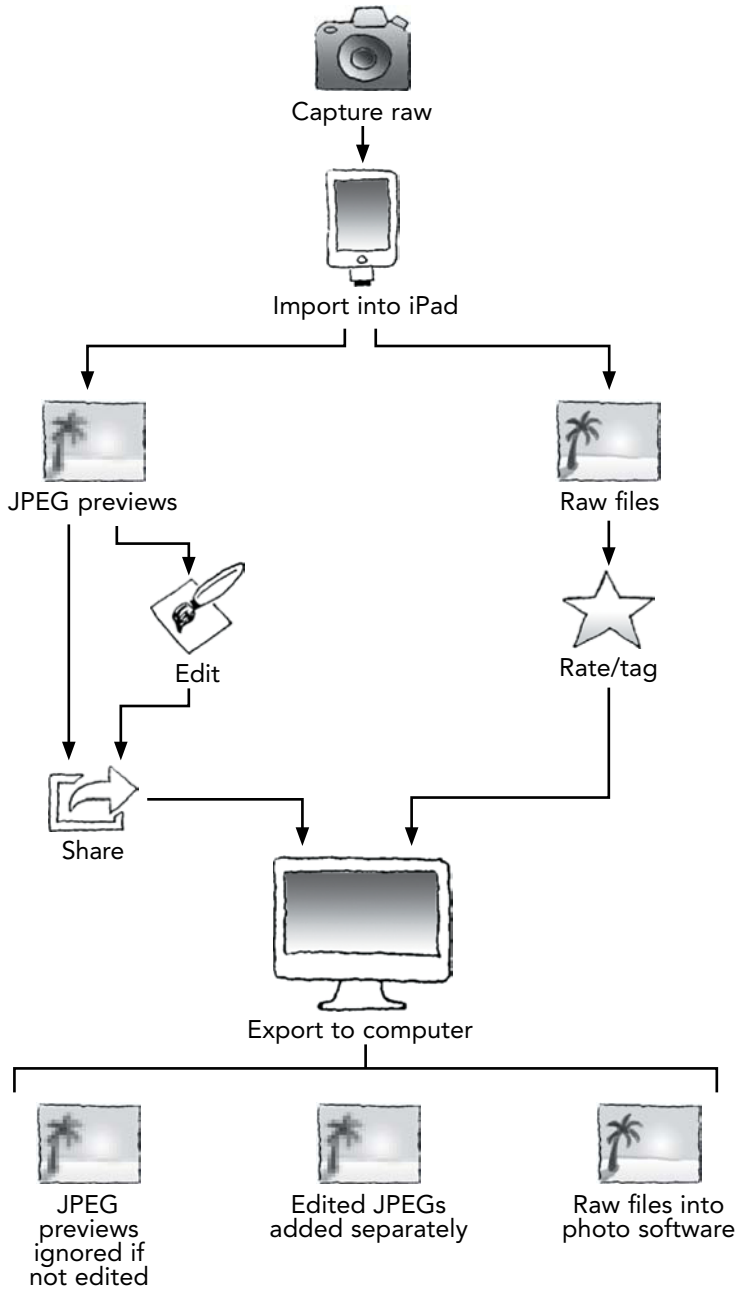 Capture raw
Import into iPad
JPEG previews
Raw files
Edit
Rate/tag
Share
Export to computer
JPEG
previews
ignored if
not edited
Edited JPEGs
added separately
Raw files into
photo software